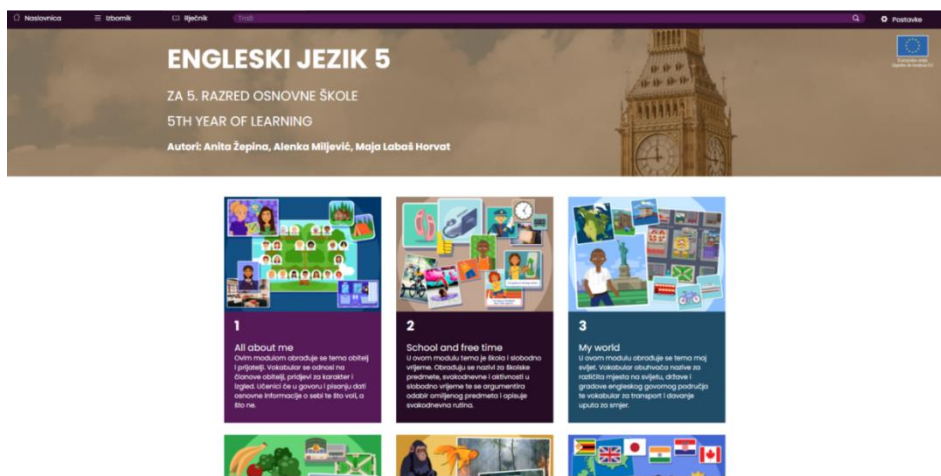 Naslovnica Izbornik Rječnik Traži Postavke
ENGLESKI JEZIK 5
ZA 5. RAZRED OSNOVNE ŠKOLE
5TH YEAR OF LEARNING
Autori: Anita Žepina, Alenka Miljević, Maja Labaš Horvat
1
All about me
Ovim modulom obrađuje se tema obitelj
i prijatelji. Vokabular se odnosi na
članove obitelji, pridjevi za karakter i
izgled. Učenici će u govoru i pisanju dati
osnovne informacije o sebi te što voli, a
što ne.
2
School and free time
U ovom modulu tema je škola i slobodno
vrijeme. Obrađuju se nazivi za školske
predmete, svakodnevne i aktivnosti u
slobodno vrijeme te se argumentira
odabir omiljenog predmeta i opisuje
svakodnevna rutina.
3
My world
U ovom modulu obrađuje se tema moj
svijet. Vokabular obuhvaća nazive za
različita mjesta na svijetu, države i
gradove engleskog govornog područja
te vokabular za transport i davanje
uputa za smjer.